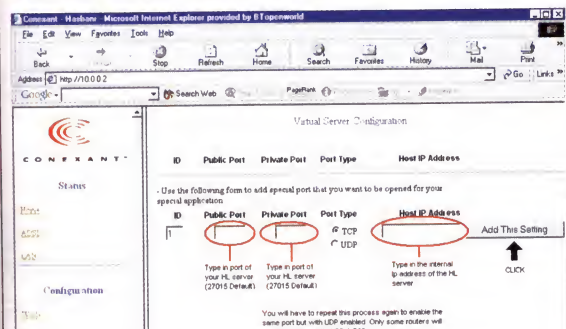 Conexant - Hasbani - Microsoft Internet Explorer provided by BTopenworld
File Edit View Favorites Tools Help
Back Stop Refresh Home Search Favorites History Mail Print
Address http://10.0.0.2 Go Links
Google Search Web PageRank
CONEXANT
Virtual Server Configuration
ID Public Port Private Port Port Type Host IP Address
Status
- Use the following form to add special port that you want to be opened for your
special application
Home
ID Public Port Private Port Port Type Host IP Address
1 TCP Add This Setting
ADSL
UDP
Type in port of
your HL server
(27015 Default)
Type in port of
your HL server
(27015 Default)
Type in the internal
ip address of the HL
server
CLICK
Configuration
You will have to repeat this process again to enable the
same port but with UDP enabled. Only some routers will